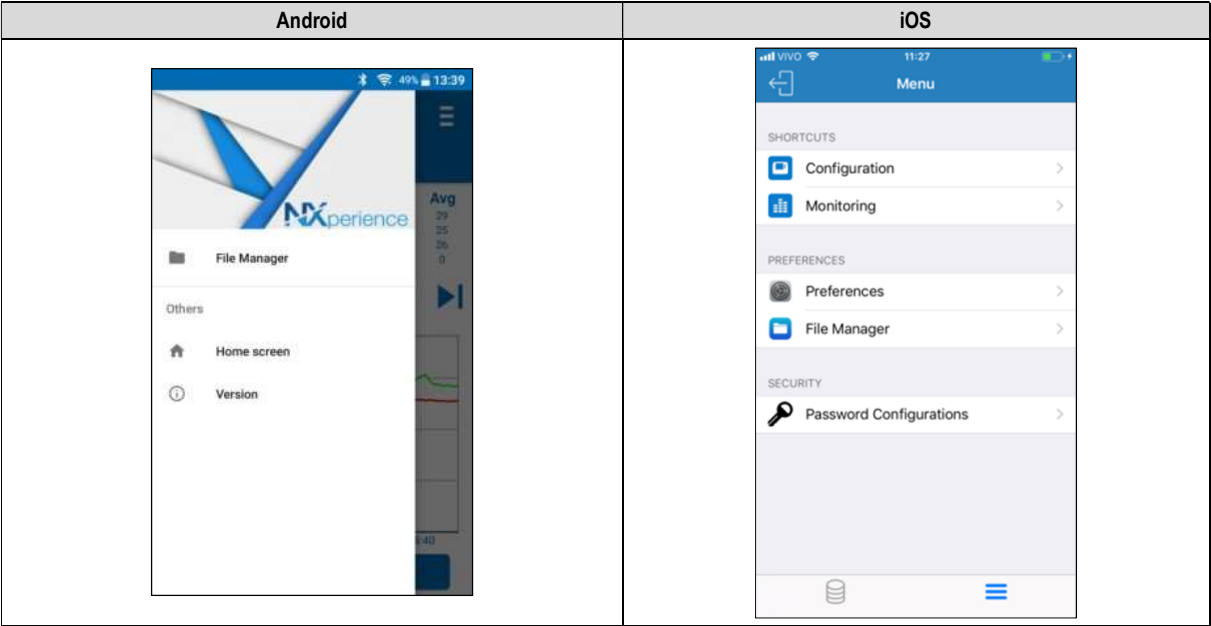 Android
iOS
49% 13:39
NXperience
Avg
29
25
26
0
File Manager
Others
Home screen
Version
:40
VIVO 11:27
Menu
SHORTCUTS
Configuration
Monitoring
PREFERENCES
Preferences
File Manager
SECURITY
Password Configurations